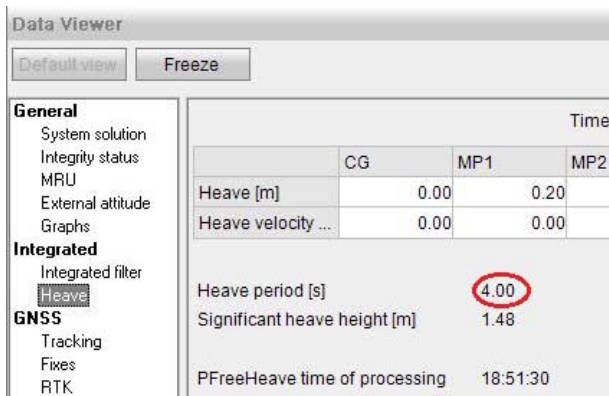 Data Viewer
Default view Freeze
General
System solution
Integrity status
MRU
External attitude
Graphs
Integrated
Integrated filter
Heave
GNSS
Tracking
Fixes
RTK
Time
CG MP1 MP2
Heave [m] 0.00 0.20
Heave velocity ... 0.00 0.00
Heave period [s] 4.00
Significant heave height [m] 1.48
PFreeHeave time of processing 18:51:30